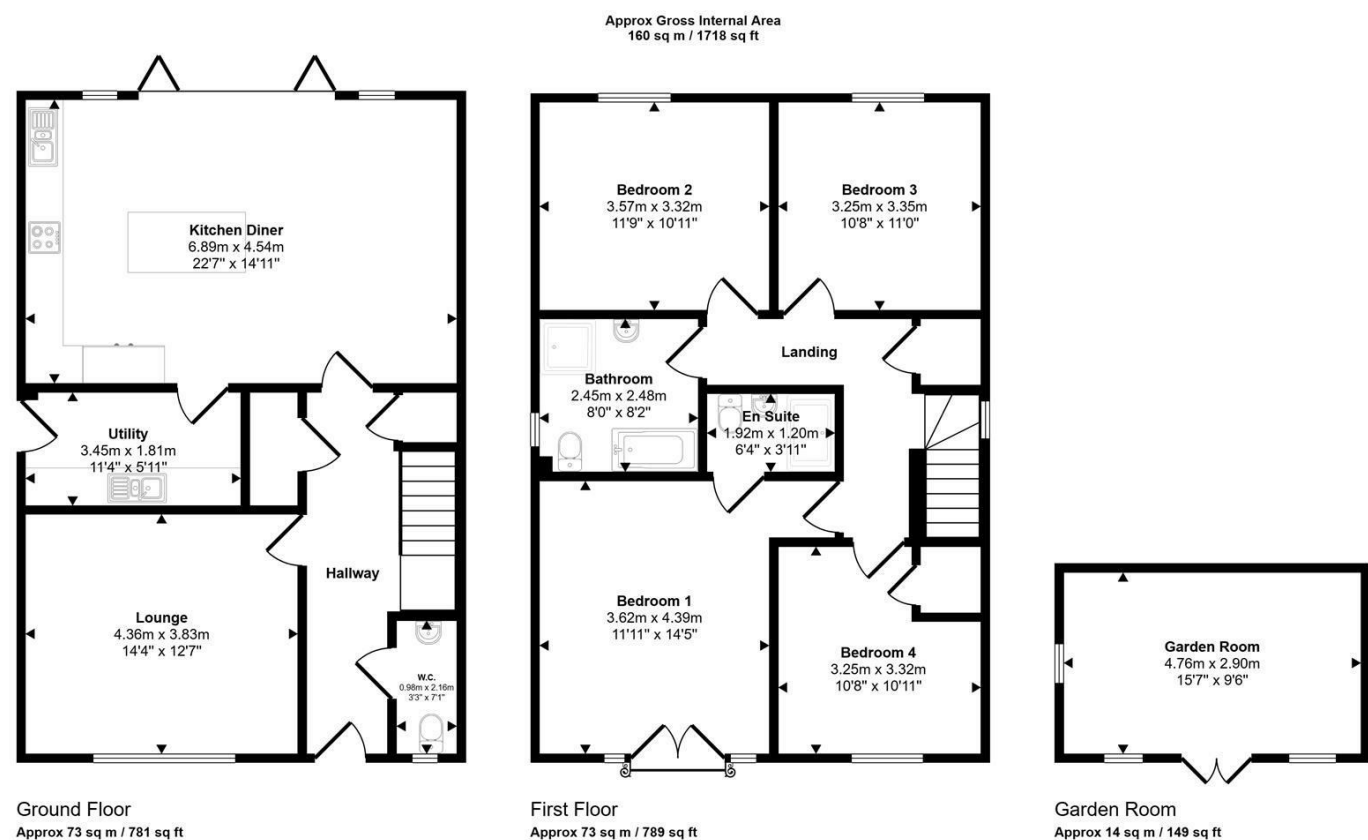 Approx Gross Internal Area
160 sq m / 1718 sq ft
Kitchen Diner
6.89m x 4.54m
22'7" x 14'11"
Utility
3.45m x 1.81m
11'4" x 5'11"
Lounge
4.36m x 3.83m
14'4" x 12'7"
Hallway
W.C.
0.98m x 2.16m
3'3" x 7'1"
Ground Floor
Approx 73 sq m / 781 sq ft
Bedroom 2
3.57m x 3.32m
11'9" x 10'11"
Bedroom 3
3.25m x 3.35m
10'8" x 11'0"
Landing
Bathroom
2.45m x 2.48m
8'0" x 8'2"
En Suite
1.92m x 1.20m
6'4" x 3'11"
Bedroom 1
3.62m x 4.39m
11'11" x 14'5"
Bedroom 4
3.25m x 3.32m
10'8" x 10'11"
First Floor
Approx 73 sq m / 789 sq ft
Garden Room
4.76m x 2.90m
15'7" x 9'6"
Garden Room
Approx 14 sq m / 149 sq ft